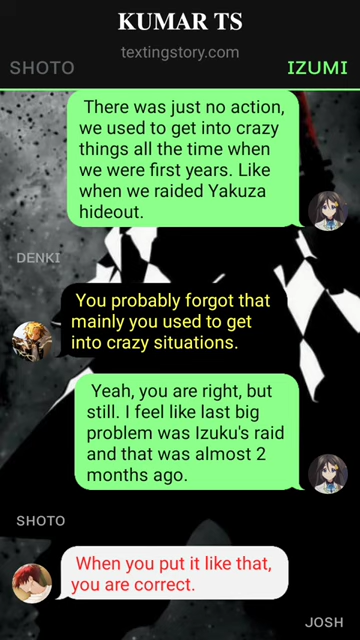 KUMAR TS
textingstory.com
SHOTO
IZUMI
There was just no action,
we used to get into crazy
things all the time when
we were first years. Like
when we raided Yakuza
hideout.
DENKI
You probably forgot that
mainly you used to get
into crazy situations.
Yeah, you are right, but
still. I feel like last big
problem was Izuku's raid
and that was almost 2
months ago.
SHOTO
When you put it like that,
you are correct.
JOSH